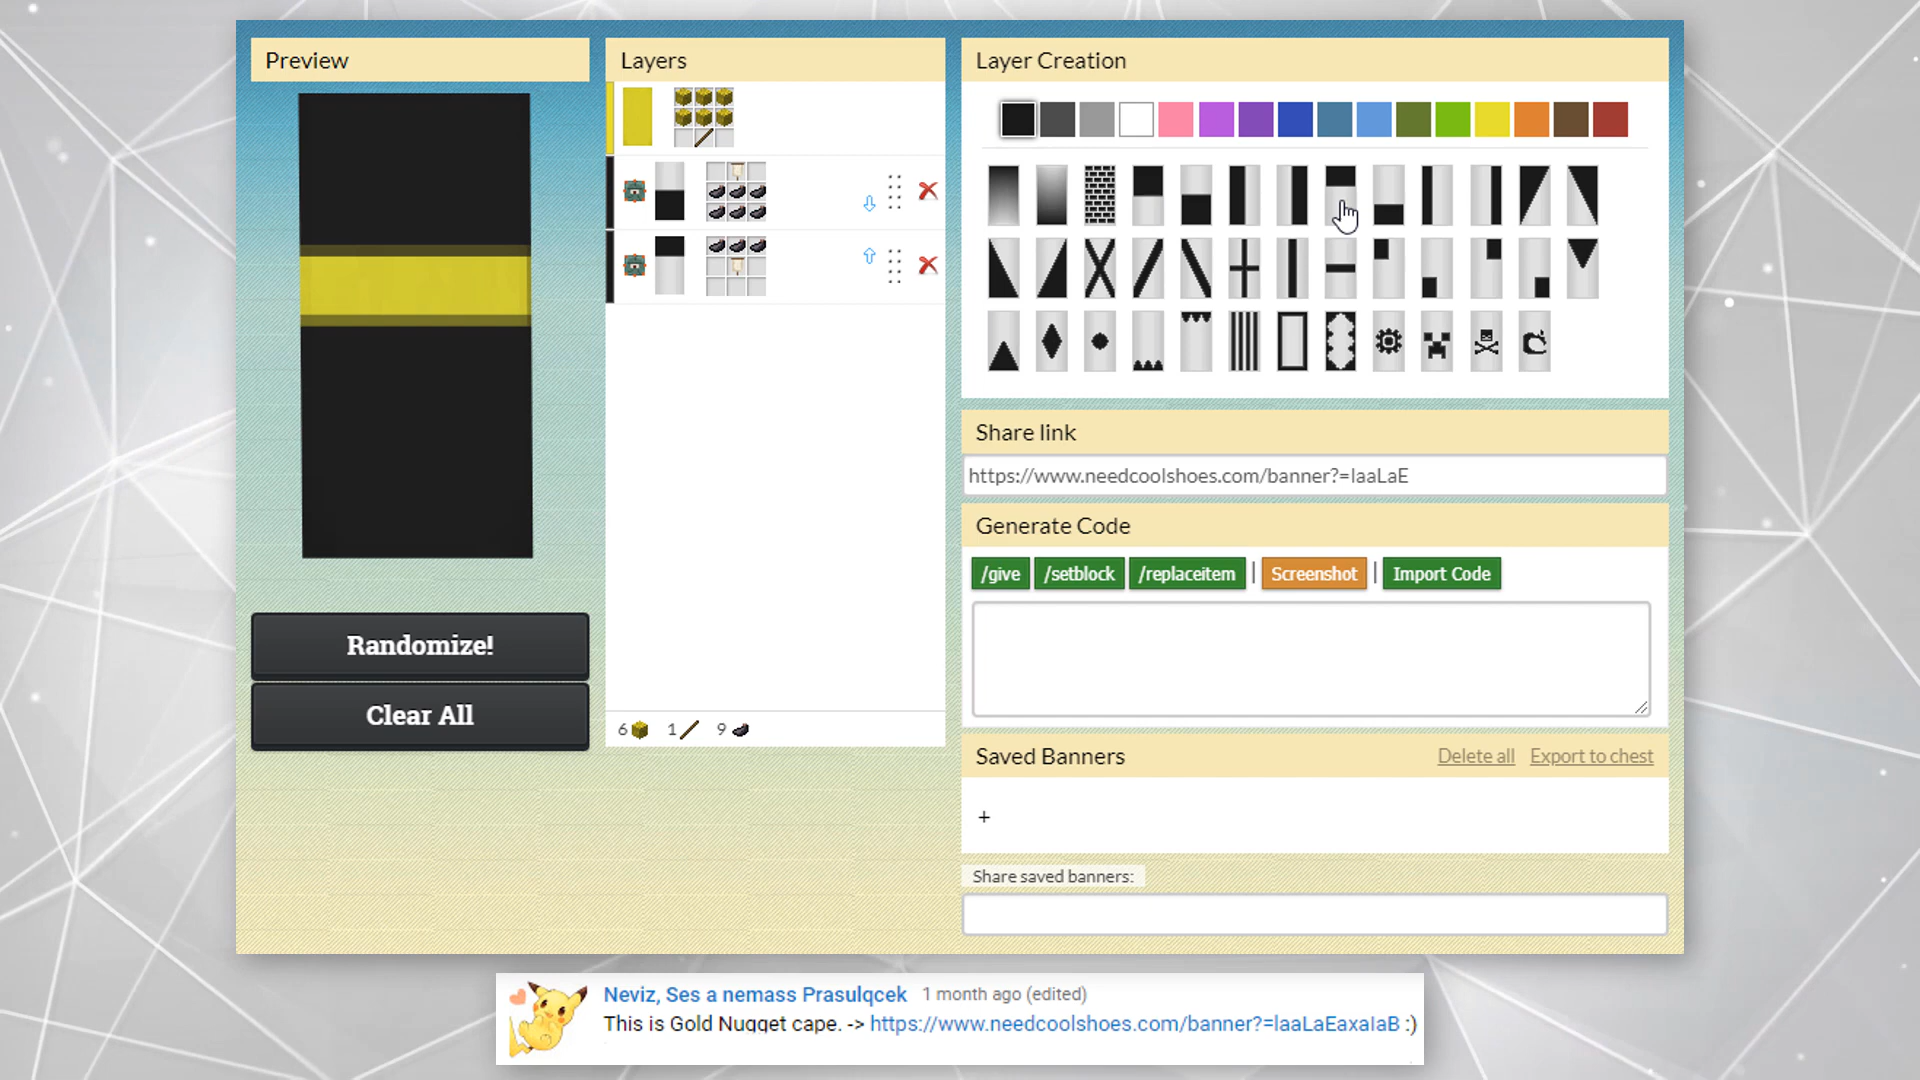 Preview
Layers
Layer Creation
Share link
https://www.needcoolshoes.com/banner?=laaLaE
Generate Code
/give /setblock /replaceitem | Screenshot | Import Code
Randomize!
Clear All
6 1 9
Saved Banners Delete all Export to chest
+
Share saved banners:
Neviz, Ses a nemass Prasulqcek 1 month ago (edited)
This is Gold Nugget cape. -> https://www.needcoolshoes.com/banner?=laaLaEaxaIaB :)